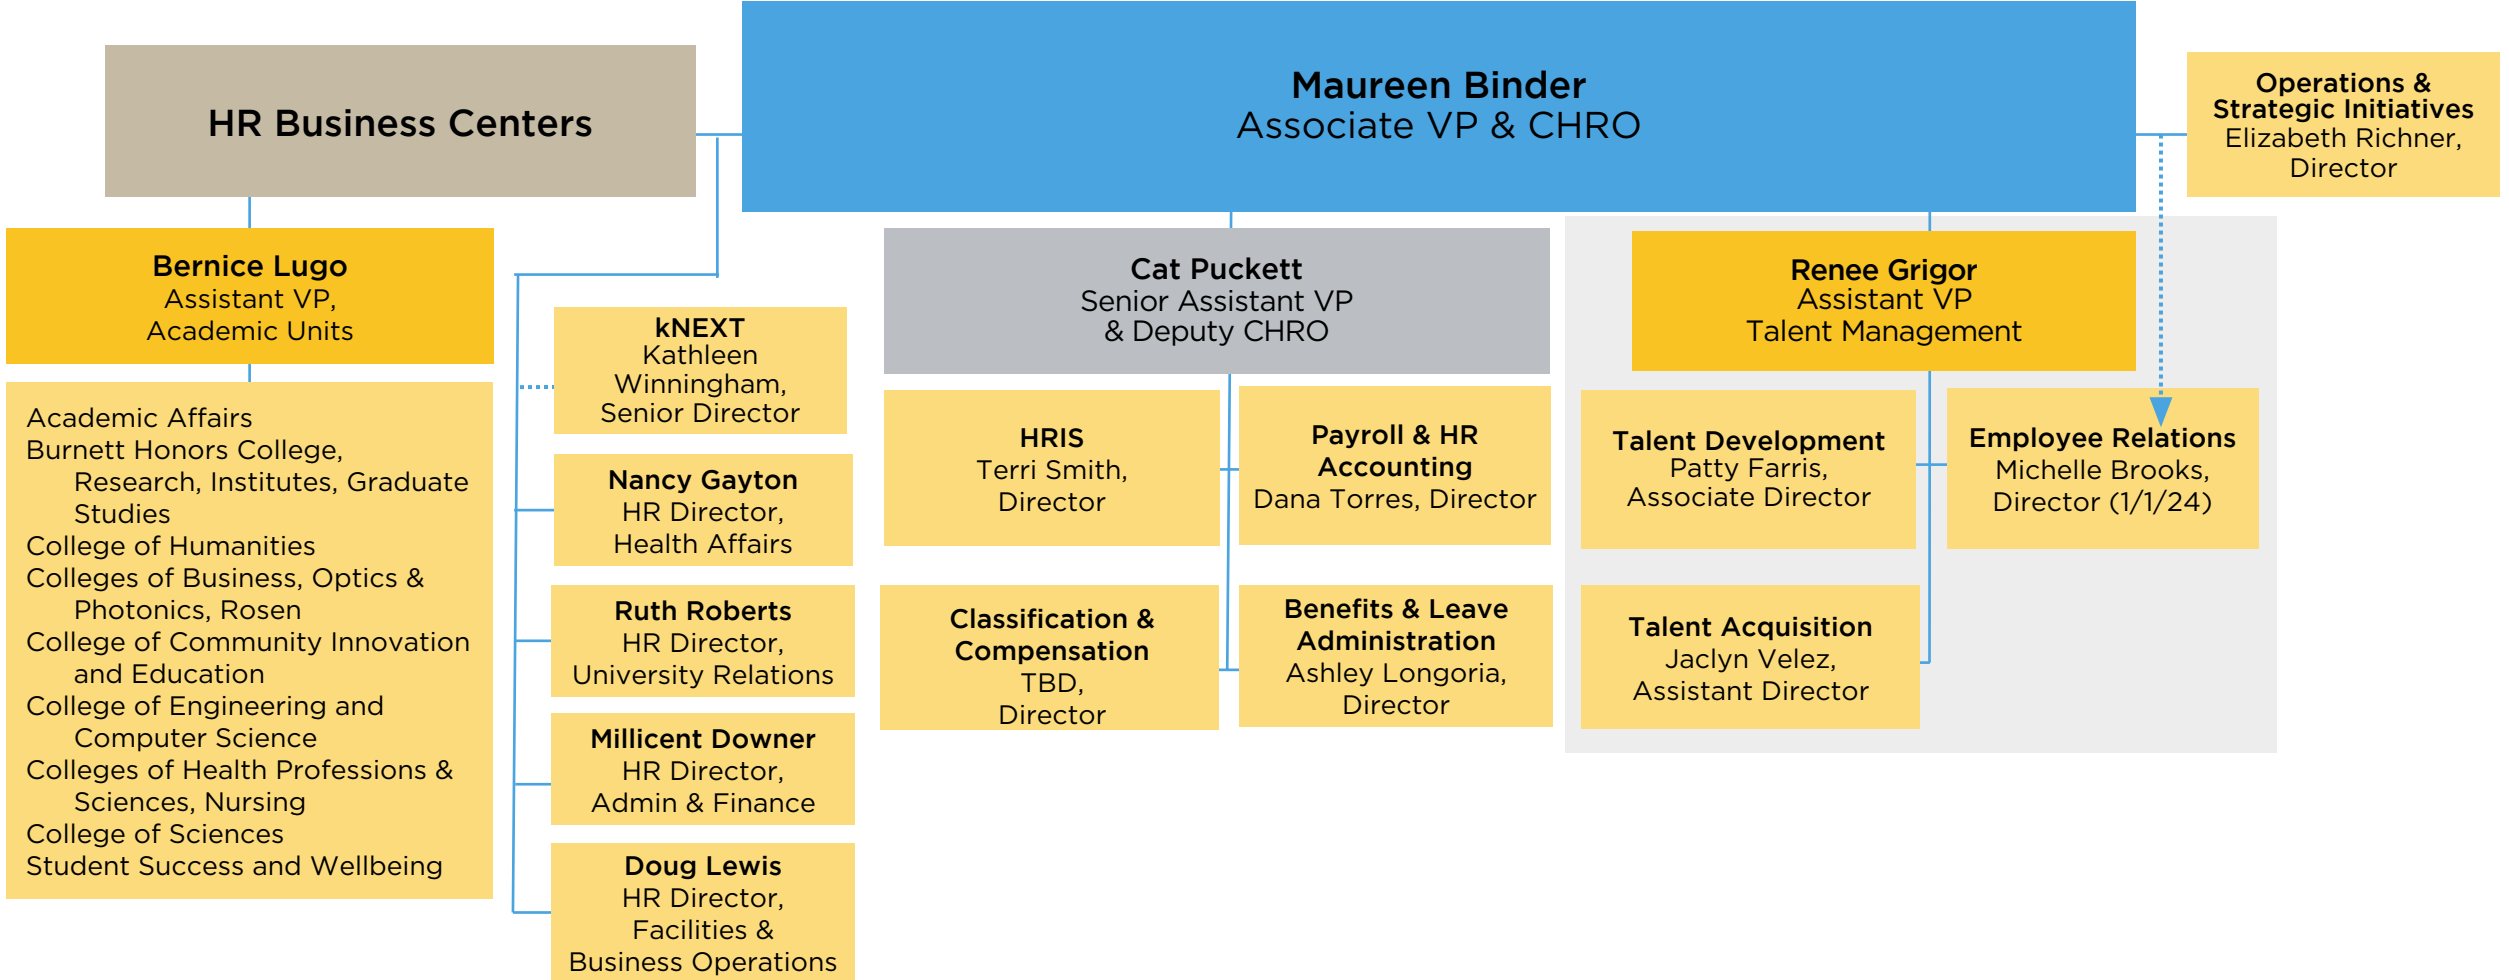 HR Business Centers
Maureen Binder
Associate VP & CHRO
Operations &
Strategic Initiatives
Elizabeth Richner,
Director
Bernice Lugo
Assistant VP,
Academic Units
Academic Affairs
Burnett Honors College,
Research, Institutes, Graduate
Studies
College of Humanities
Colleges of Business, Optics &
Photonics, Rosen
College of Community Innovation
and Education
College of Engineering and
Computer Science
Colleges of Health Professions &
Sciences, Nursing
College of Sciences
Student Success and Wellbeing
kNEXT
Kathleen
Winningham,
Senior Director
Nancy Gayton
HR Director,
Health Affairs
Ruth Roberts
HR Director,
University Relations
Millicent Downer
HR Director,
Admin & Finance
Doug Lewis
HR Director,
Facilities &
Business Operations
Cat Puckett
Senior Assistant VP
& Deputy CHRO
HRIS
Terri Smith,
Director
Payroll & HR
Accounting
Dana Torres, Director
Classification &
Compensation
TBD,
Director
Benefits & Leave
Administration
Ashley Longoria,
Director
Renee Grigor
Assistant VP
Talent Management
Talent Development
Patty Farris,
Associate Director
Employee Relations
Michelle Brooks,
Director (1/1/24)
Talent Acquisition
Jaclyn Velez,
Assistant Director